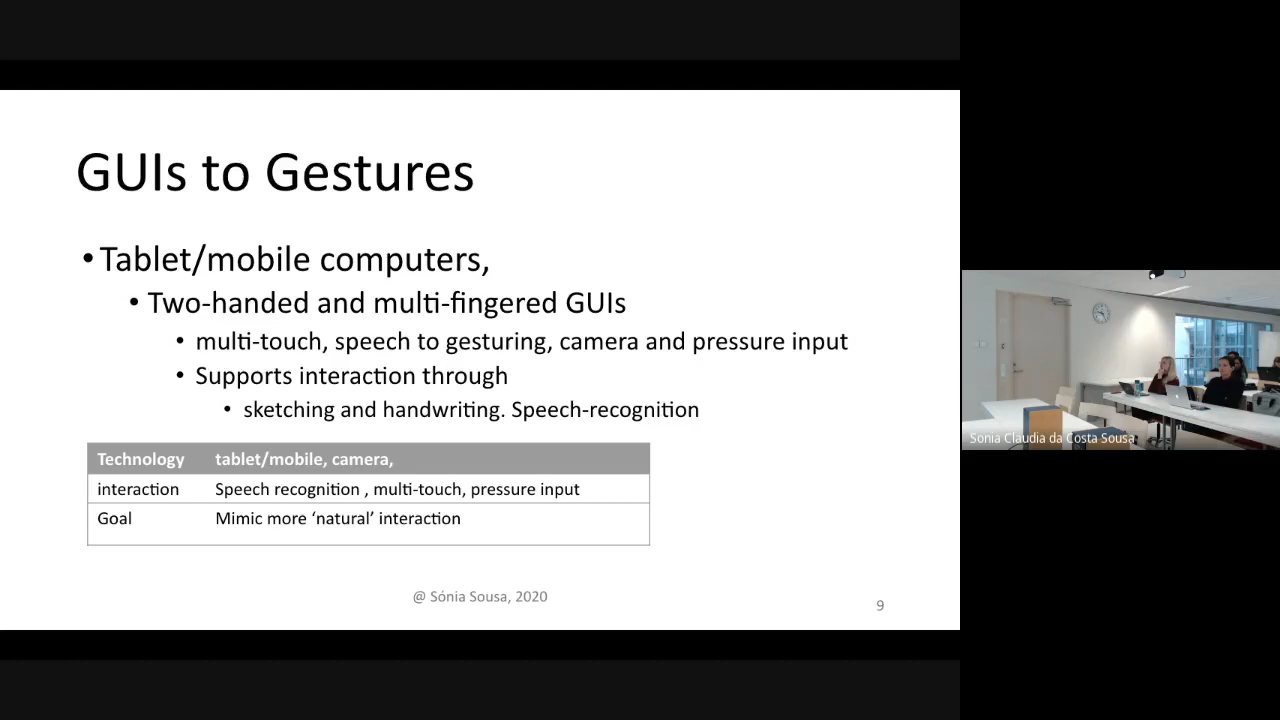 GUIs to Gestures
• Tablet/mobile computers,
• Two-handed and multi-fingered GUIs
• multi-touch, speech to gesturing, camera and pressure input
• Supports interaction through
• sketching and handwriting. Speech-recognition
Technology tablet/mobile, camera,
interaction Speech recognition , multi-touch, pressure input
Goal Mimic more ‘natural’ interaction
@ Sónia Sousa, 2020
9
Sonia Claudia da Costa Sousa